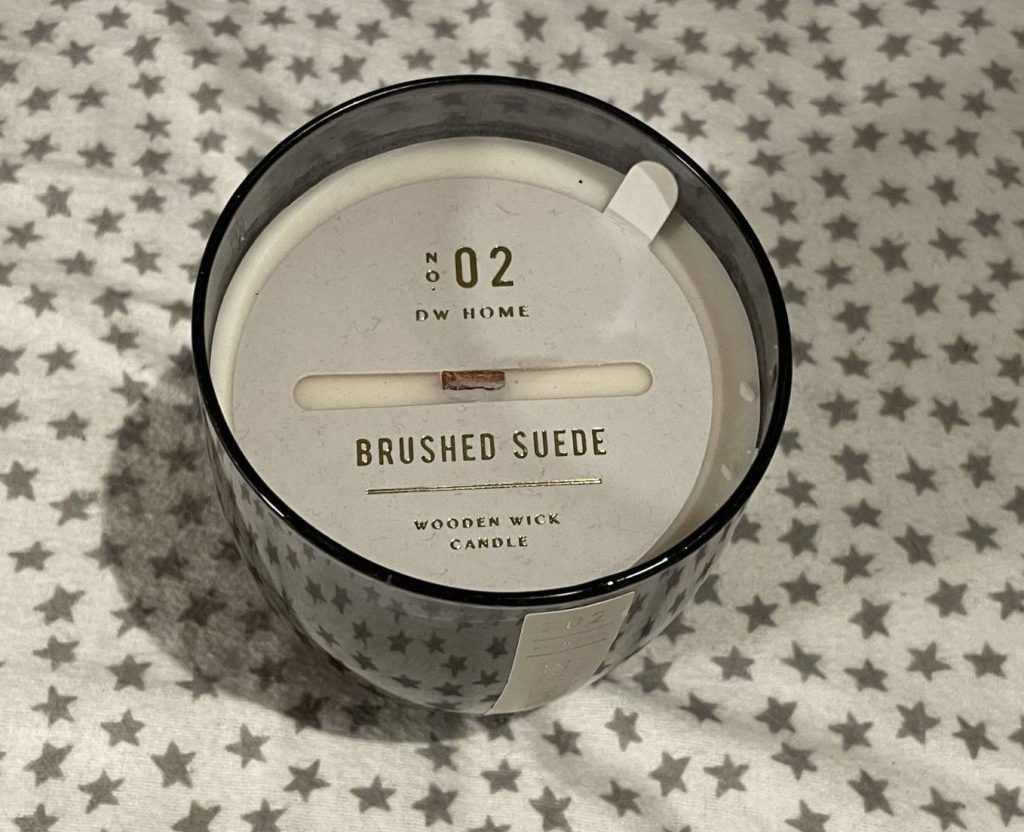 NO. 02
DW HOME
BRUSHED SUEDE
WOODEN WICK
CANDLE
02